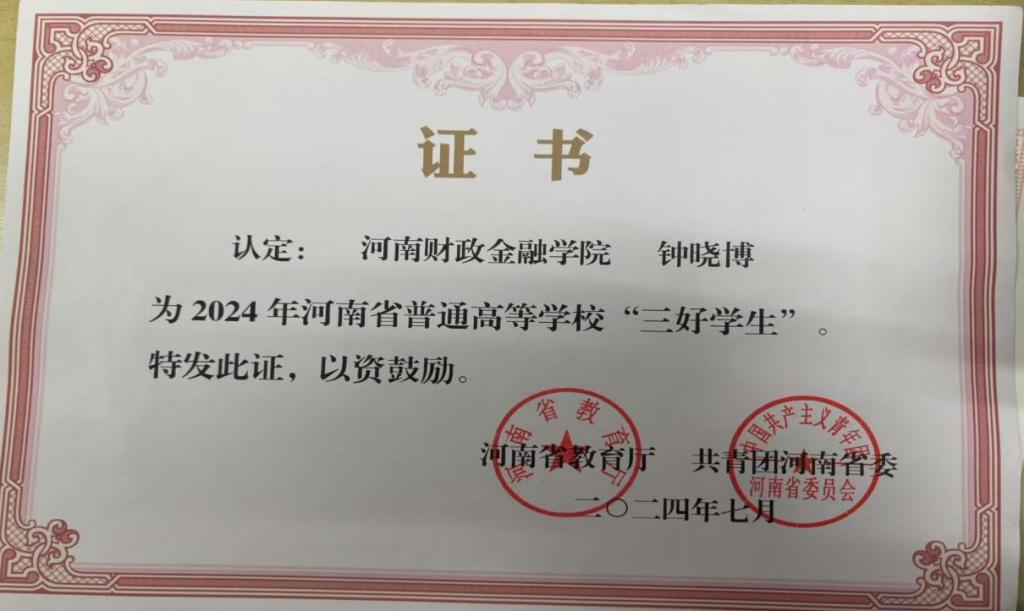 证 书
认定： 河南财政金融学院 钟晓博
为 2024 年河南省普通高等学校“三好学生”。
特发此证，以资鼓励。
河南省教育厅 共青团河南省委
二〇二四年七月
河南省教育厅
中国共产主义青年团
河南省委员会